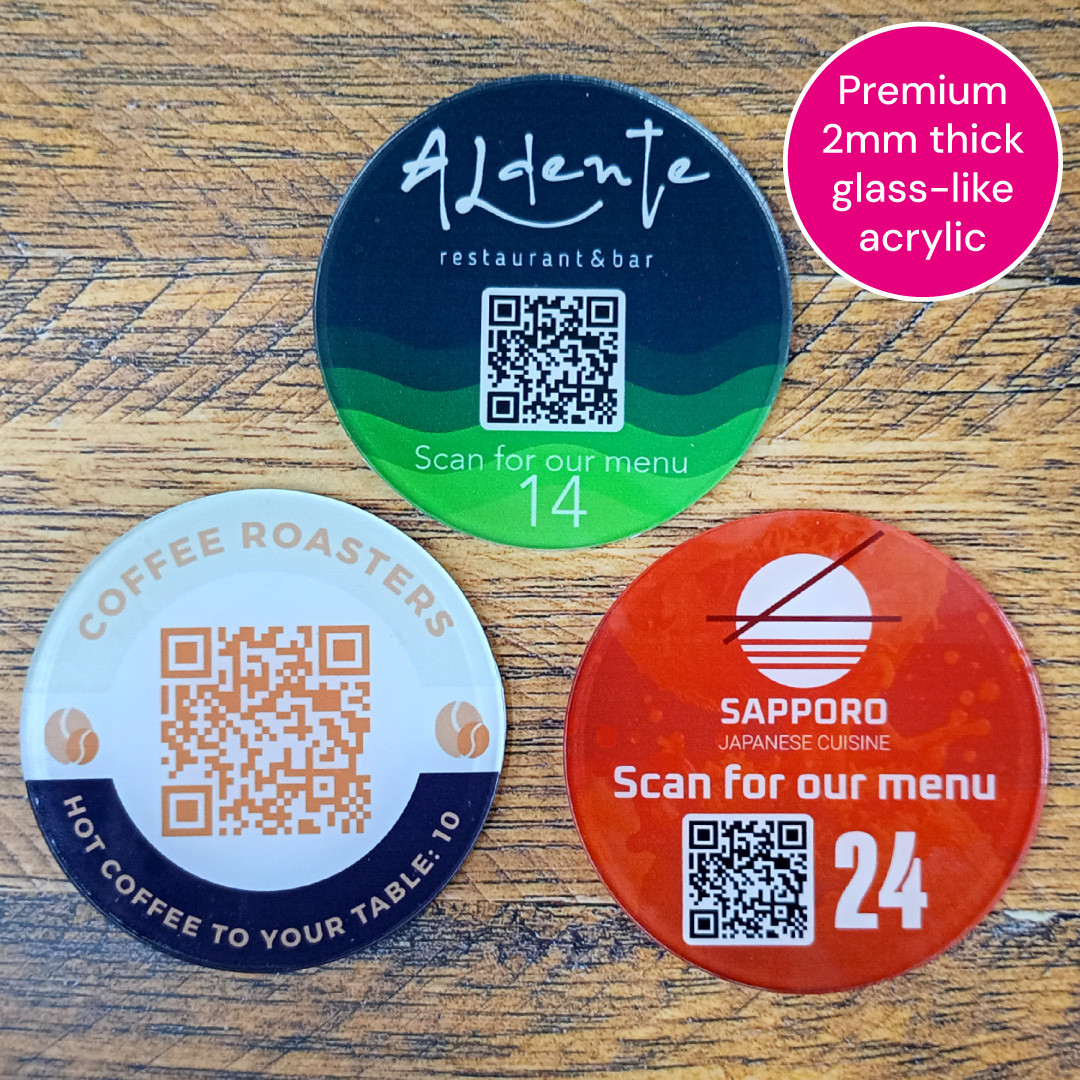 Premium
2mm thick
glass-like
acrylic
ALdente
restaurant&bar
Scan for our menu
14
COFFEE ROASTERS
HOT COFFEE TO YOUR TABLE: 10
SAPPORO
JAPANESE CUISINE
Scan for our menu
24